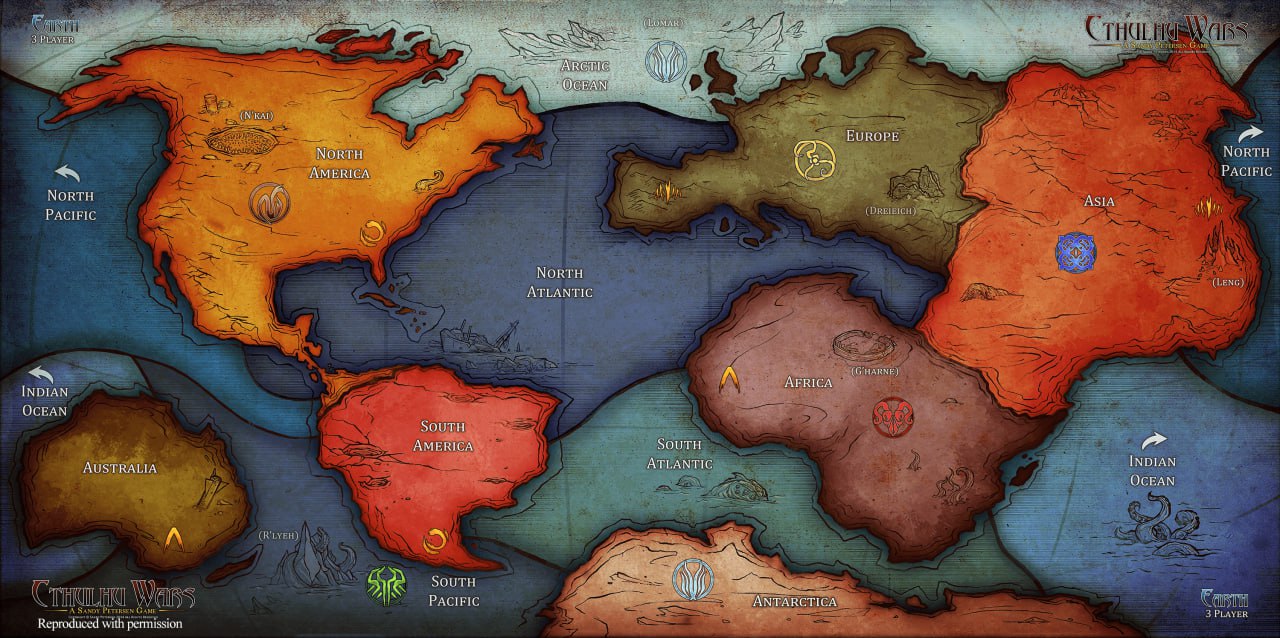 Earth
3 Player
(Lomar)
Cthulhu Wars
A Sandy Petersen Game
Arctic
Ocean
(N'kai)
North
America
Europe
North
Pacific
North
Pacific
Asia
(Dreieich)
North
Atlantic
(Leng)
Indian
Ocean
Africa
(G'harne)
South
America
South
Atlantic
Australia
Indian
Ocean
(R'lyeh)
South
Pacific
Antarctica
Cthulhu Wars
A Sandy Petersen Game
Reproduced with permission
Earth
3 Player